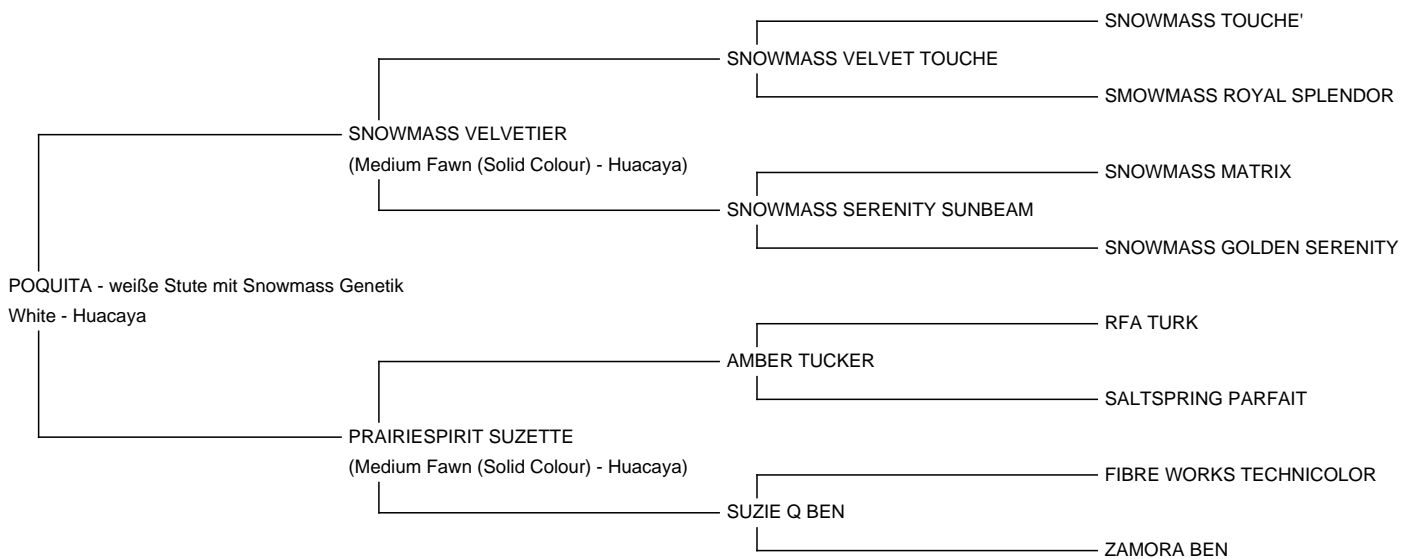 SNOWMASS TOUCHE'
SNOWMASS VELVET TOUCHE
SMOWMASS ROYAL SPLENDOR
SNOWMASS VELVETIER
(Medium Fawn (Solid Colour) - Huacaya)
SNOWMASS MATRIX
SNOWMASS SERENITY SUNBEAM
SNOWMASS GOLDEN SERENITY
POQUITA - weiße Stute mit Snowmass Genetik
White - Huacaya
RFA TURK
AMBER TUCKER
SALTSPRING PARFAIT
PRAIRIESPIRIT SUZETTE
(Medium Fawn (Solid Colour) - Huacaya)
FIBRE WORKS TECHNICOLOR
SUZIE Q BEN
ZAMORA BEN